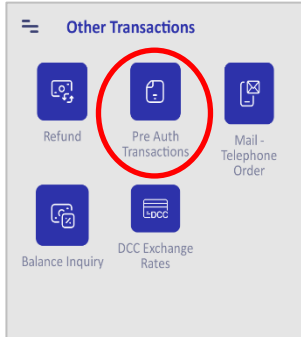 Other Transactions
Refund
Pre Auth
Transactions
Mail -
Telephone
Order
Balance Inquiry
DCC
DCC Exchange
Rates